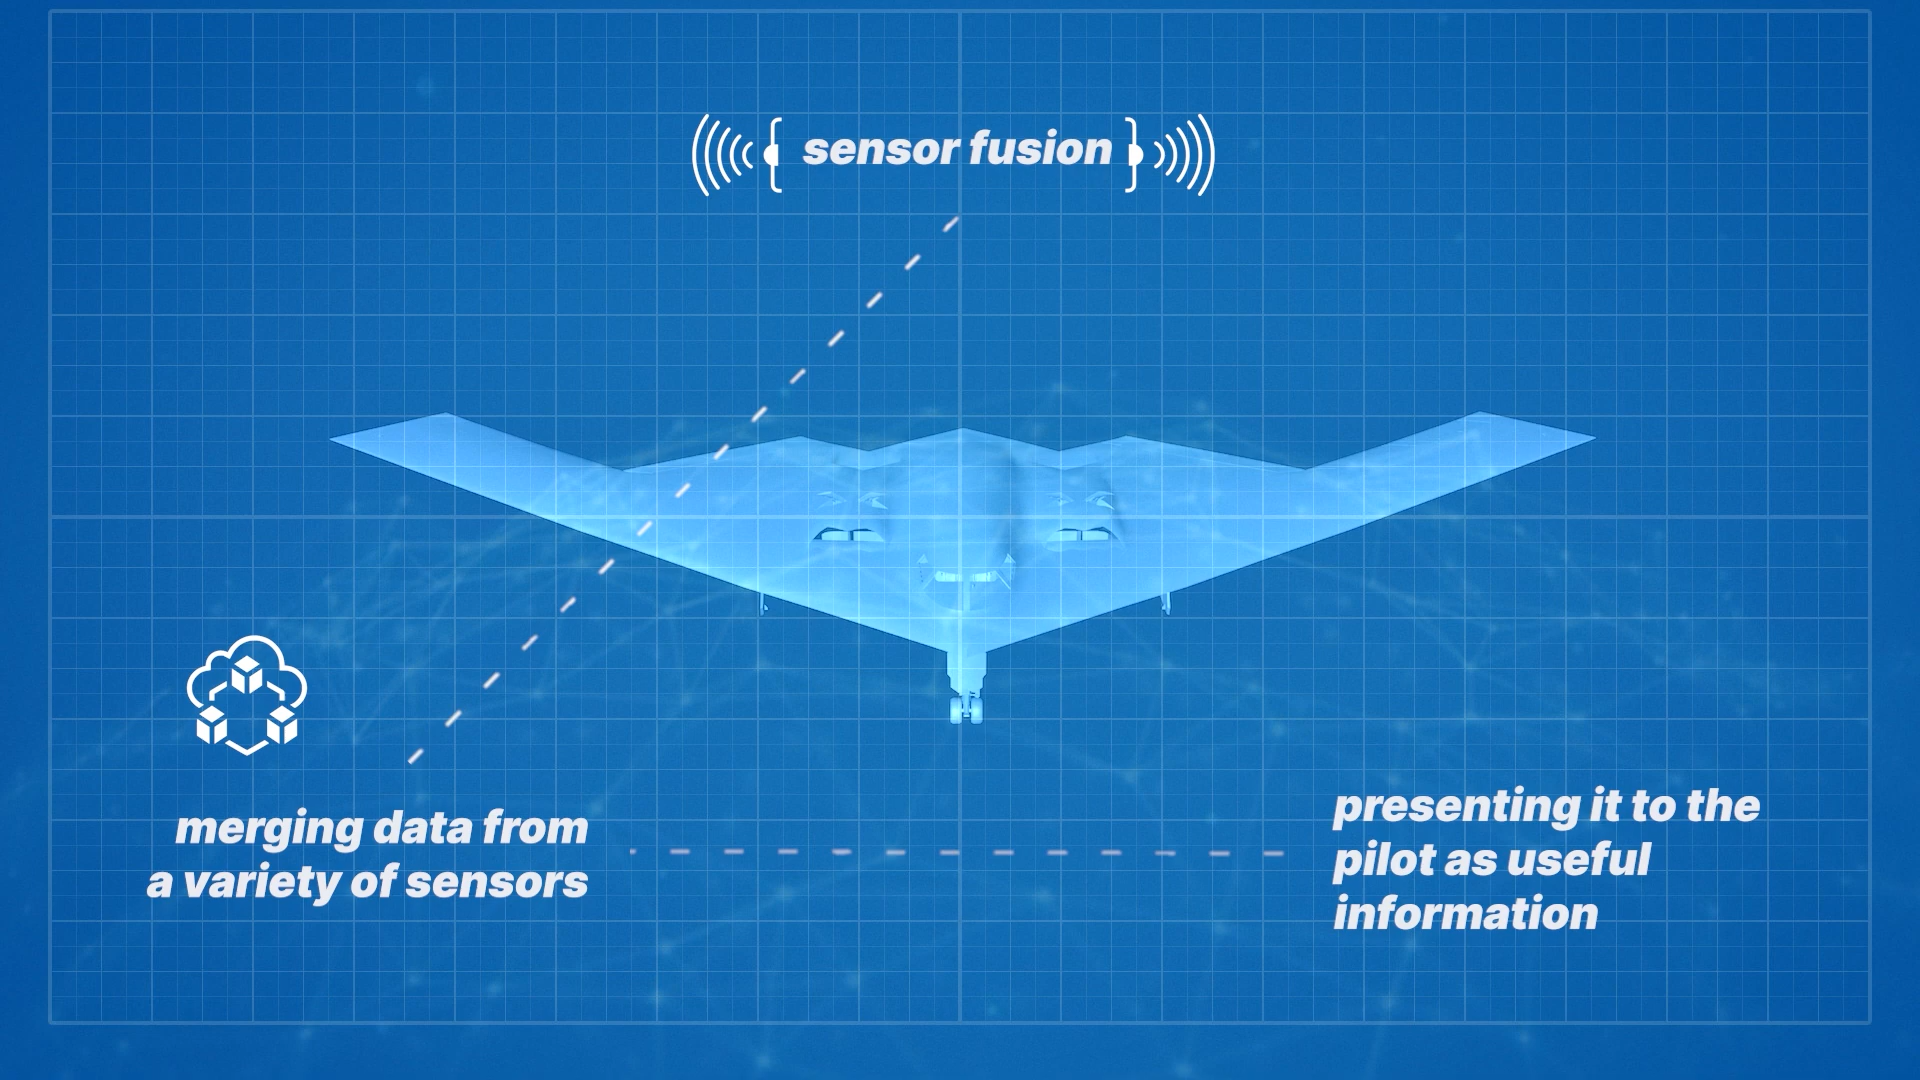 sensor fusion
merging data from
a variety of sensors
presenting it to the
pilot as useful
information